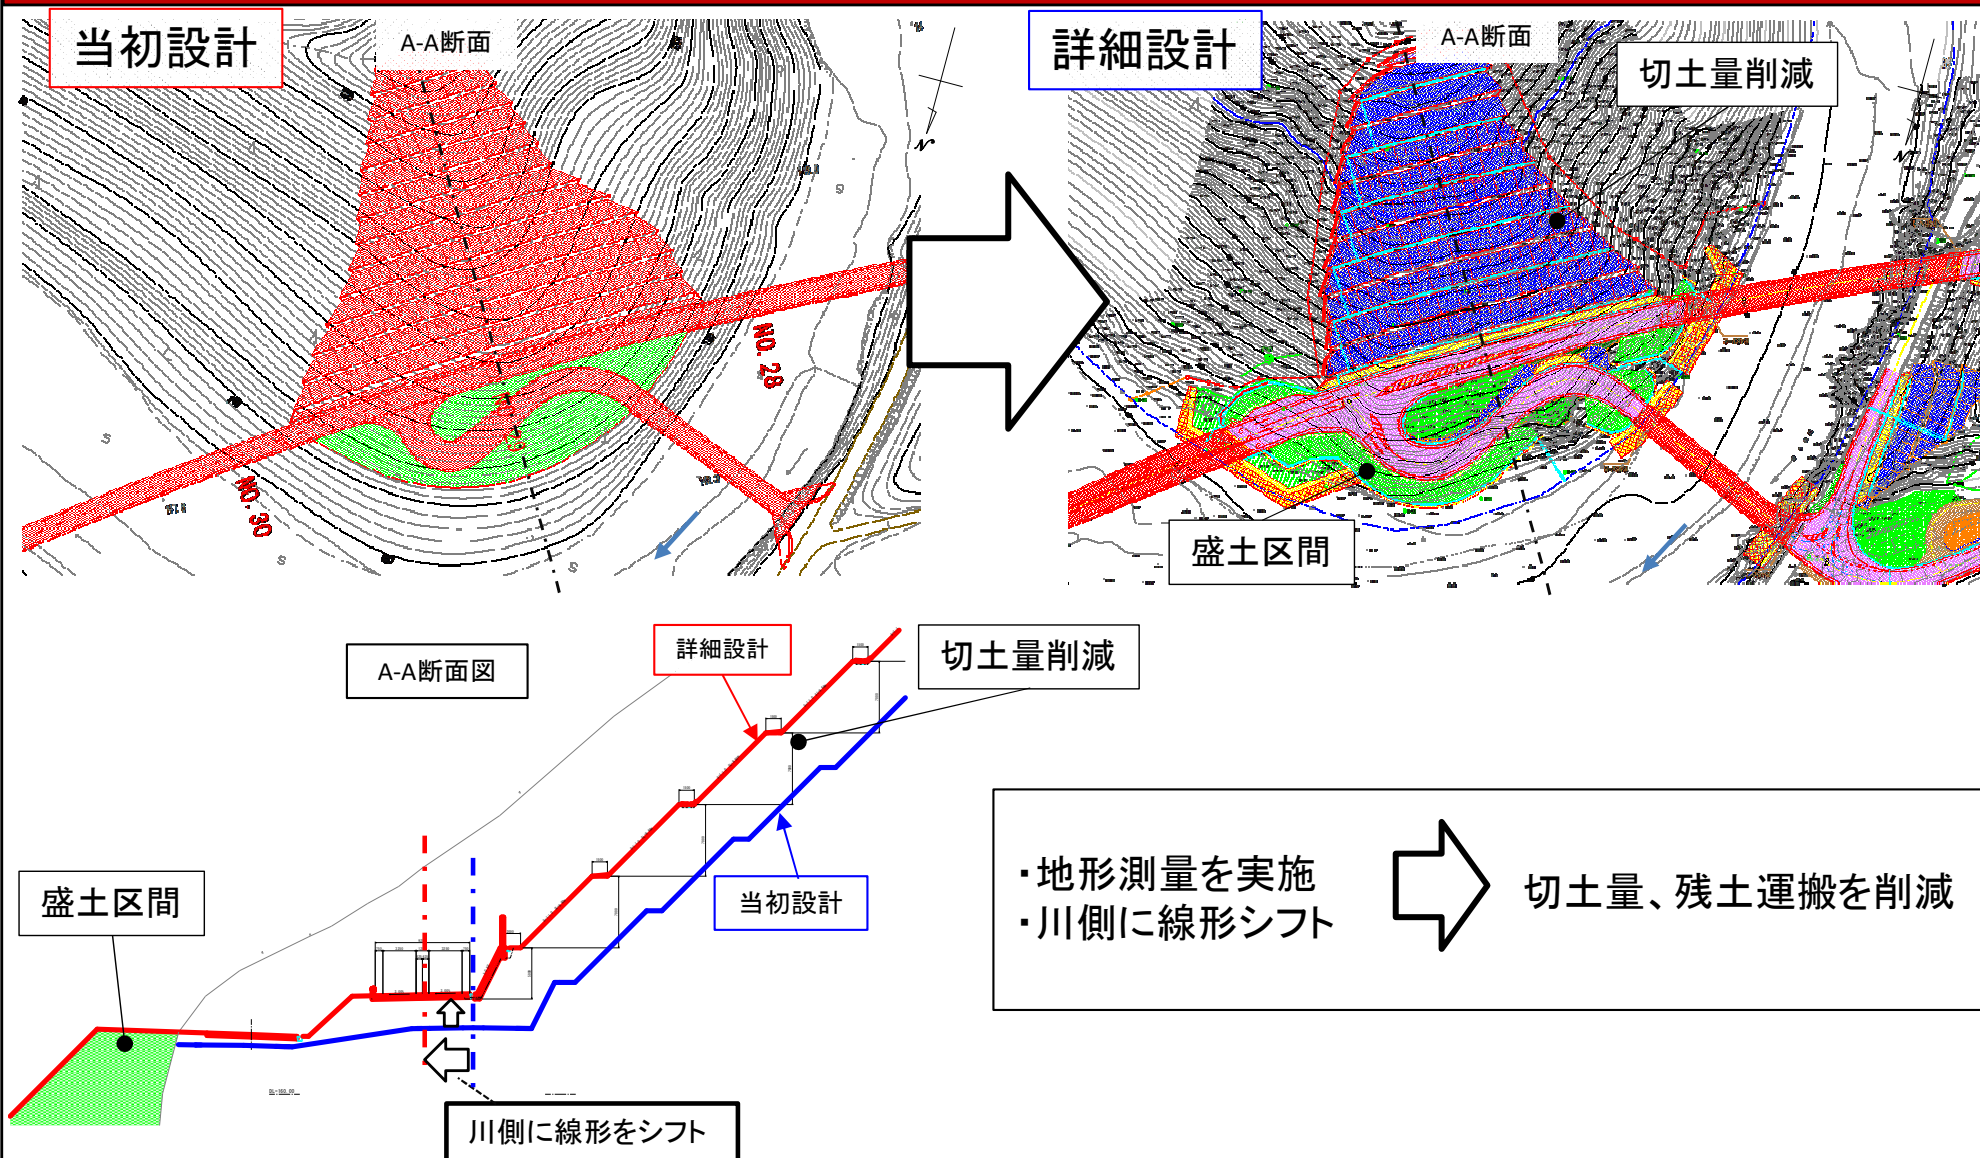 当初設計
A-A断面
NO. 28
NO. 30
N
詳細設計
A-A断面
切土量削減
N
盛土区間
A-A断面図
詳細設計
切土量削減
当初設計
盛土区間
川側に線形をシフト
DL=160.00
・地形測量を実施
・川側に線形シフト
切土量、残土運搬を削減